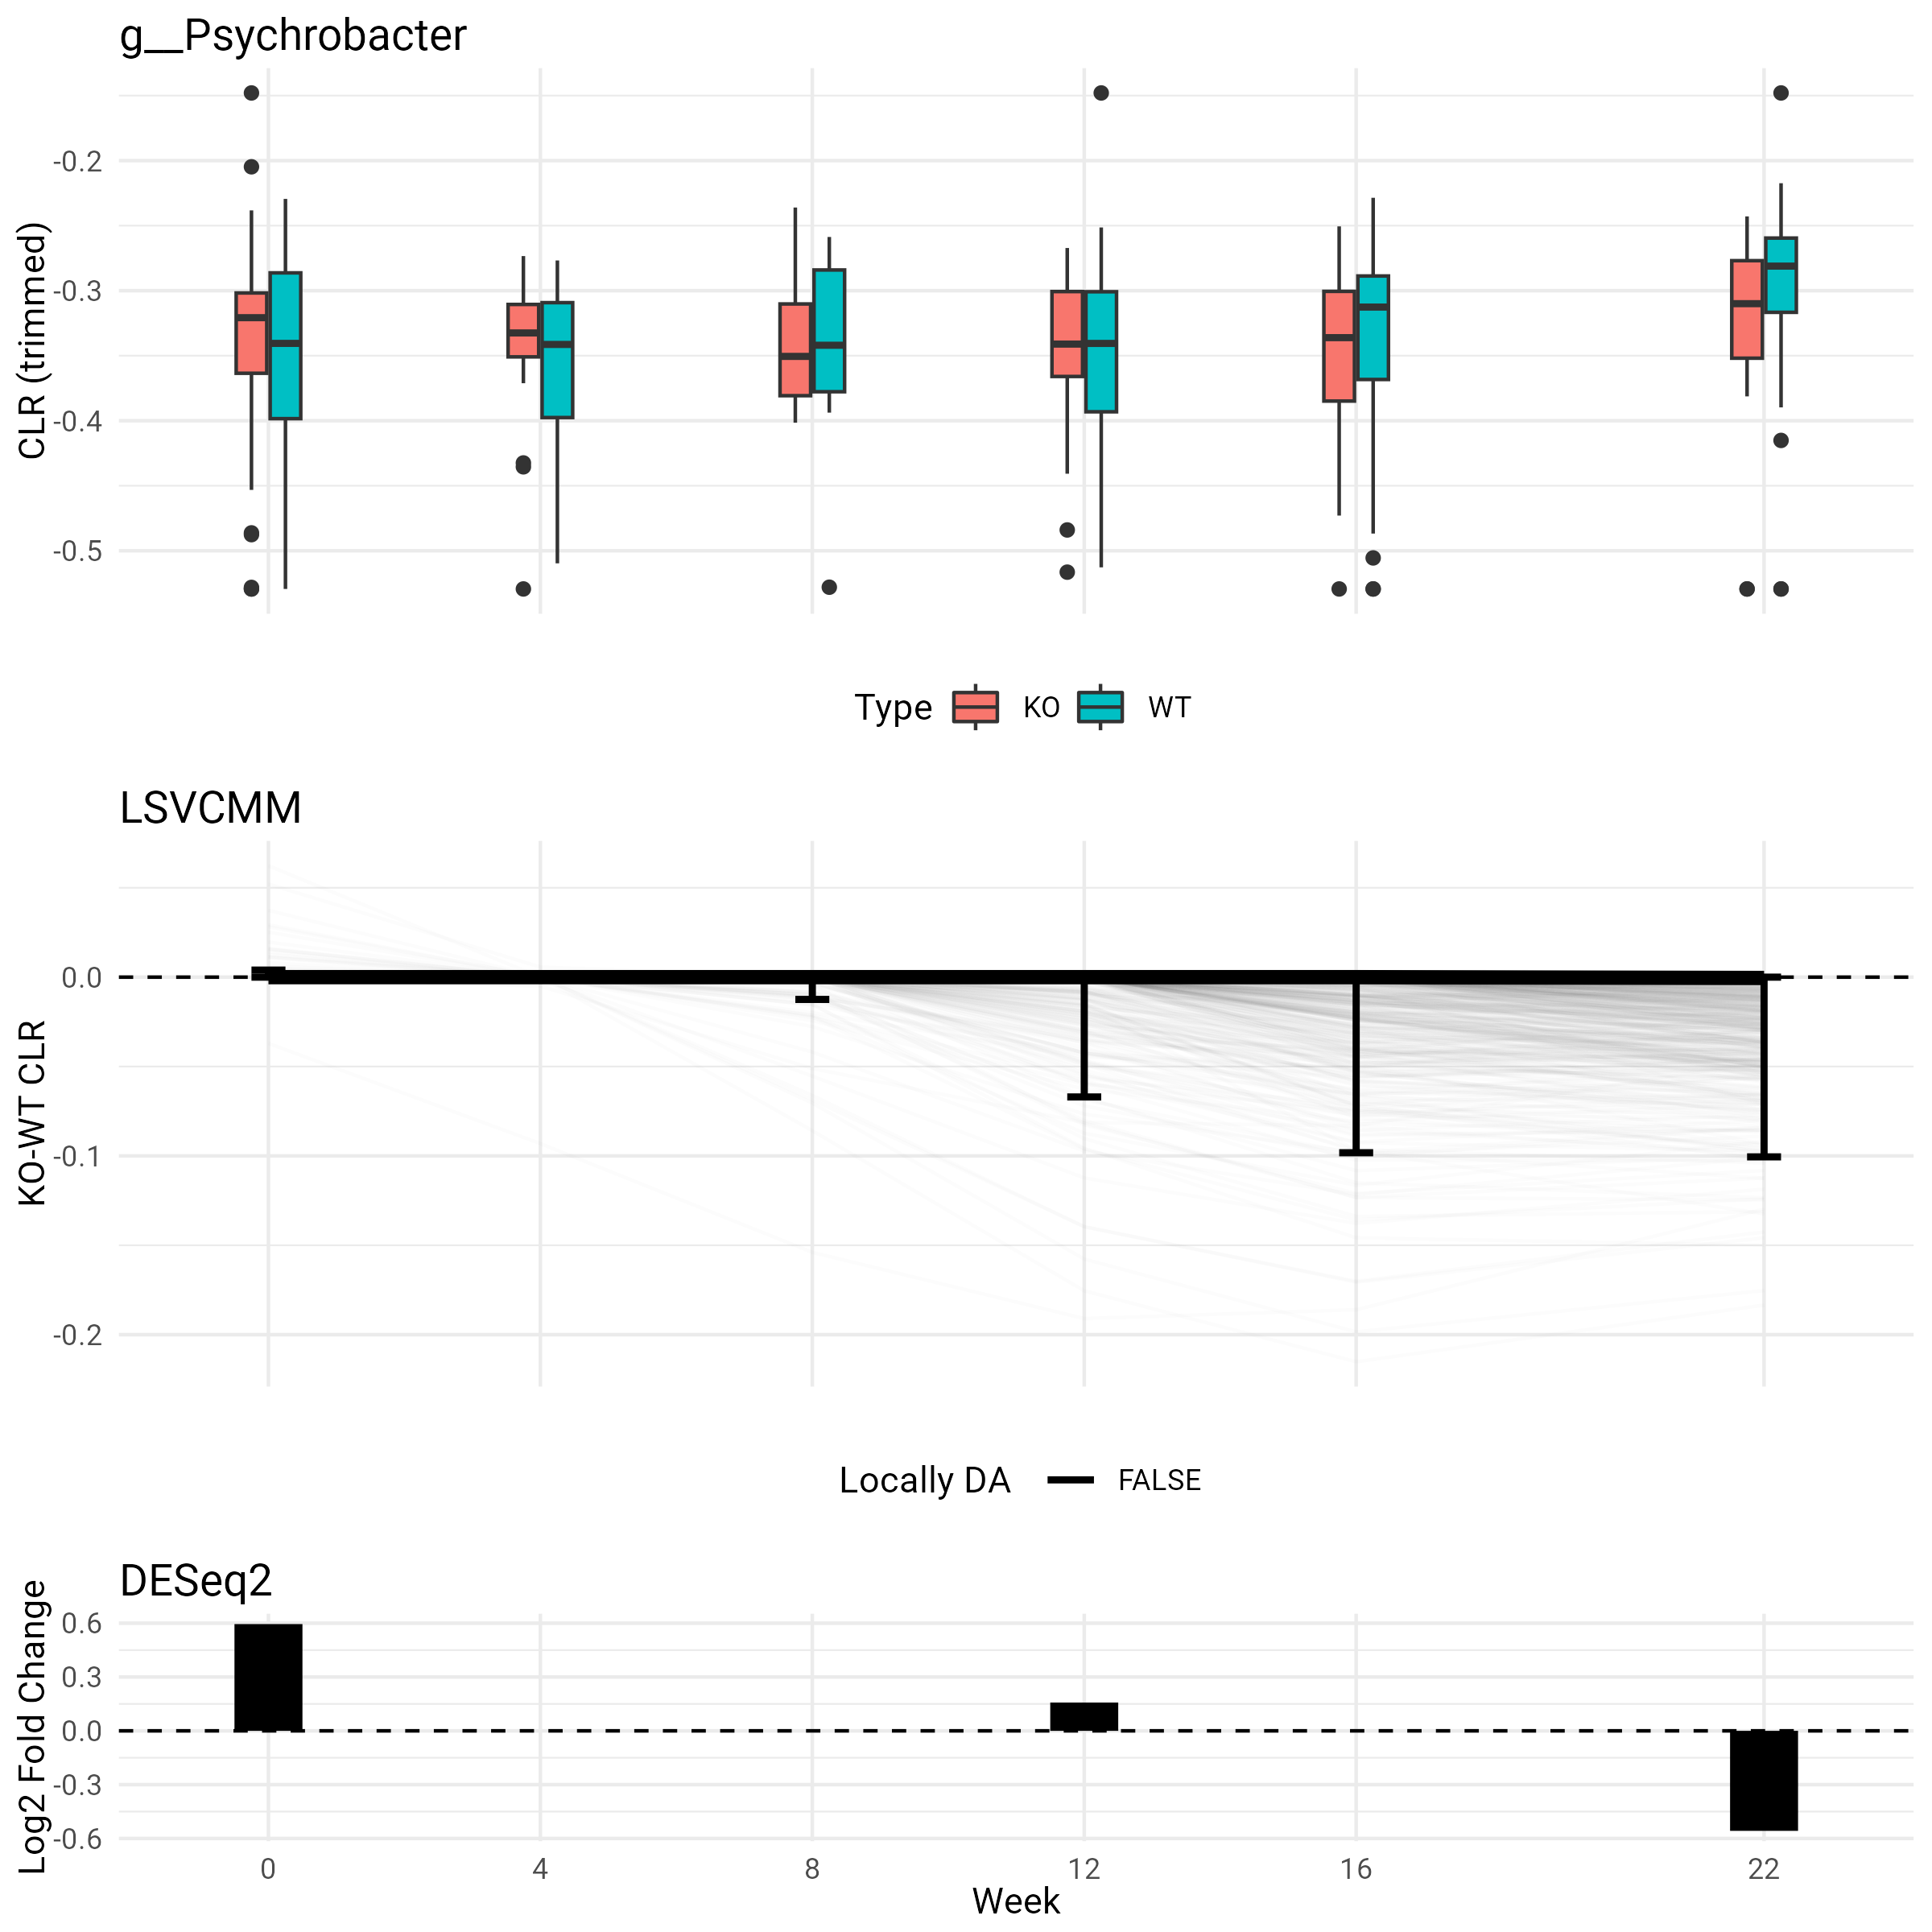 g__Psychrobacter
CLR (trimmed)
-0.2
-0.3
-0.4
-0.5
Type KO WT
LSVCMM
KO-WT CLR
0.0
-0.1
-0.2
Locally DA FALSE
DESeq2
Log2 Fold Change
0.6
0.3
0.0
-0.3
-0.6
0 4 8 12 16 22
Week